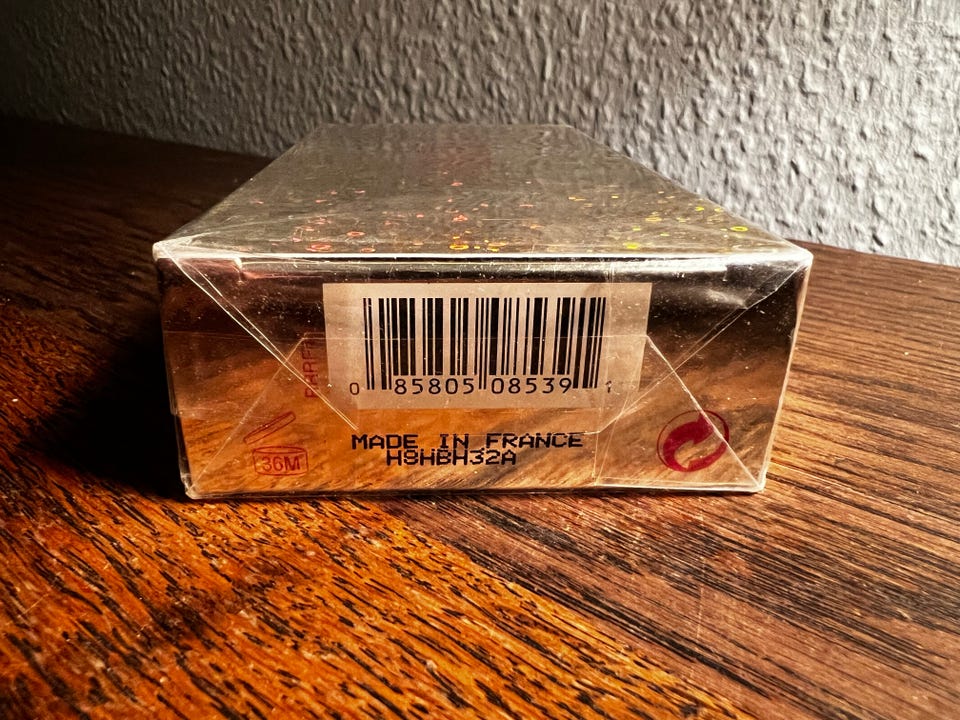 0 85805 08539 1
MADE IN FRANCE
H9HBH32A
36M